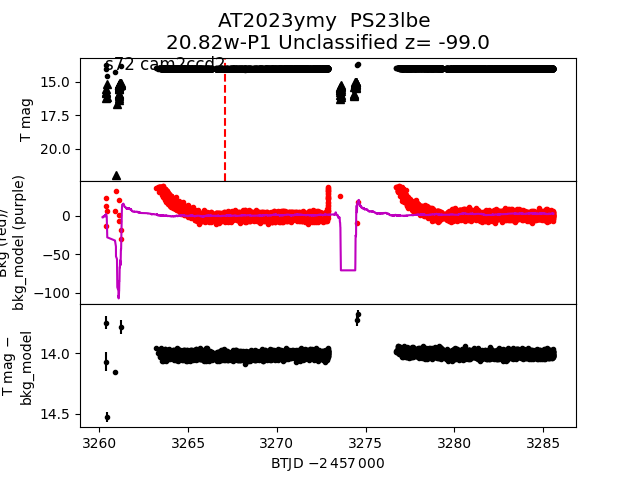 AT2023ymy  PS23lbe
20.82w-P1 Unclassified z= -99.0
s72 cam2ccd2
15.0
17.5
20.0
T mag
0
−50
−100
Bkg (red)/
bkg_model (purple)
14.0
14.5
T mag −
bkg_model
3260
3265
3270
3275
3280
3285
BTJD −2 457 000